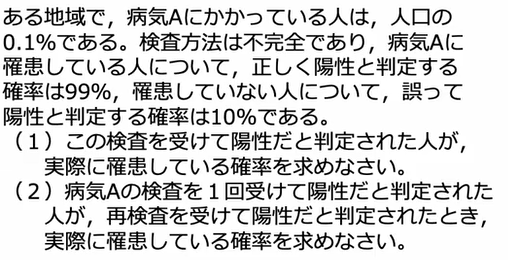 ある地域で，病気Aにかかっている人は，人口の
0.1%である。検査方法は不完全であり，病気Aに
罹患している人について，正しく陽性と判定する
確率は99%，罹患していない人について，誤って
陽性と判定する確率は10%である。
（１）この検査を受けて陽性だと判定された人が，
実際に罹患している確率を求めなさい。
（２）病気Aの検査を１回受けて陽性だと判定された
人が，再検査を受けて陽性だと判定されたとき，
実際に罹患している確率を求めなさい。